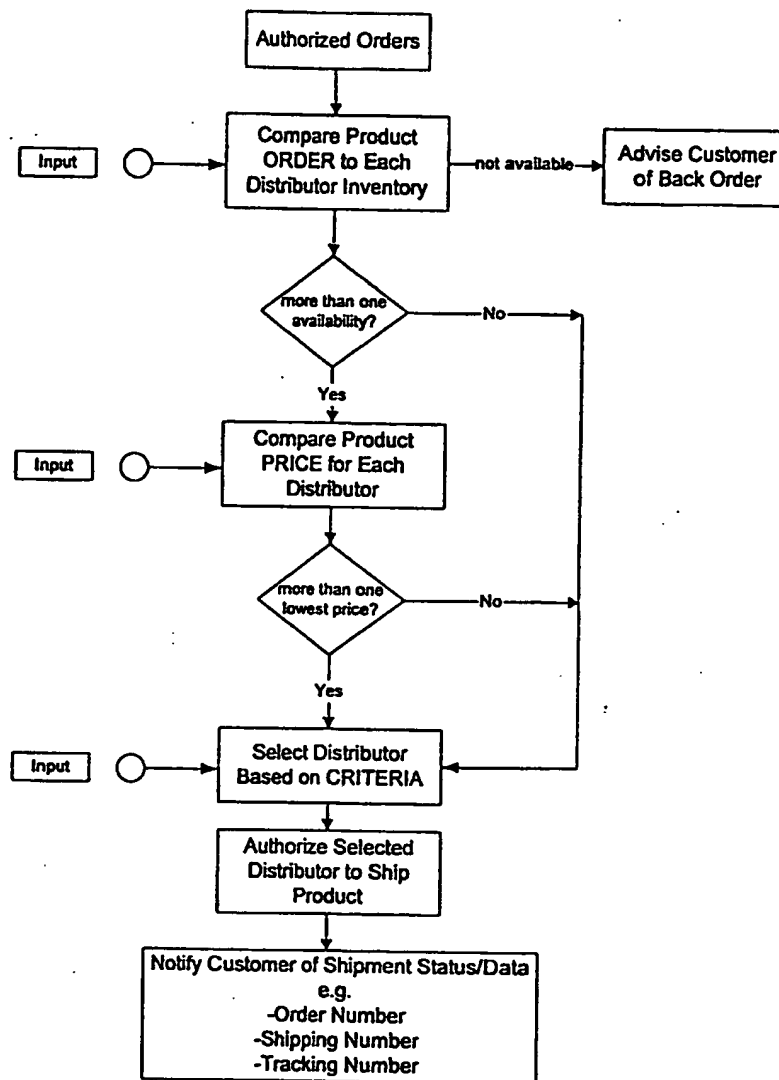 Authorized Orders
Input
Compare Product
ORDER to Each
Distributor Inventory
not available
Advise Customer
of Back Order
more than one
availability?
No
Yes
Input
Compare Product
PRICE for Each
Distributor
more than one
lowest price?
No
Yes
Input
Select Distributor
Based on CRITERIA
Authorize Selected
Distributor to Ship
Product
Notify Customer of Shipment Status/Data
e.g.
-Order Number
-Shipping Number
-Tracking Number